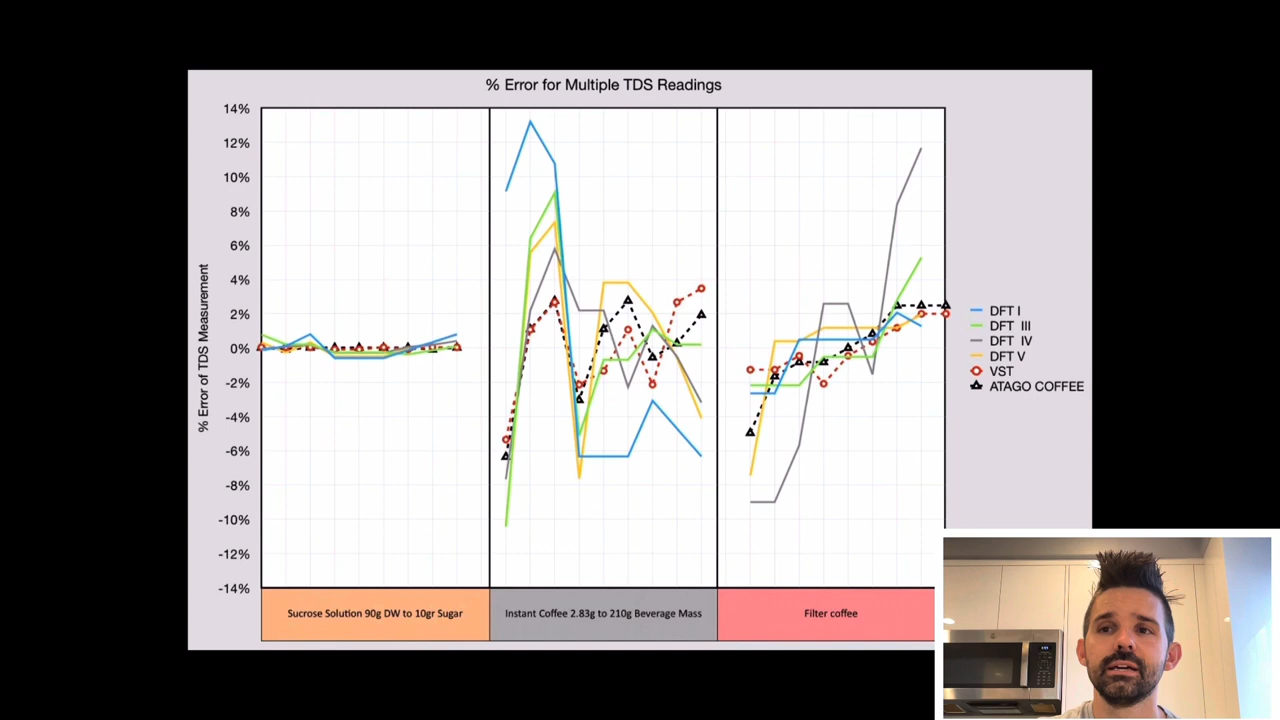 % Error for Multiple TDS Readings
14%
12%
10%
8%
6%
4%
2%
0%
-2%
-4%
-6%
-8%
-10%
-12%
-14%
% Error of TDS Measurement
DFT I
DFT III
DFT IV
DFT V
VST
ATAGO COFFEE
Sucrose Solution 90g DW to 10gr Sugar
Instant Coffee 2.83g to 210g Beverage Mass
Filter coffee